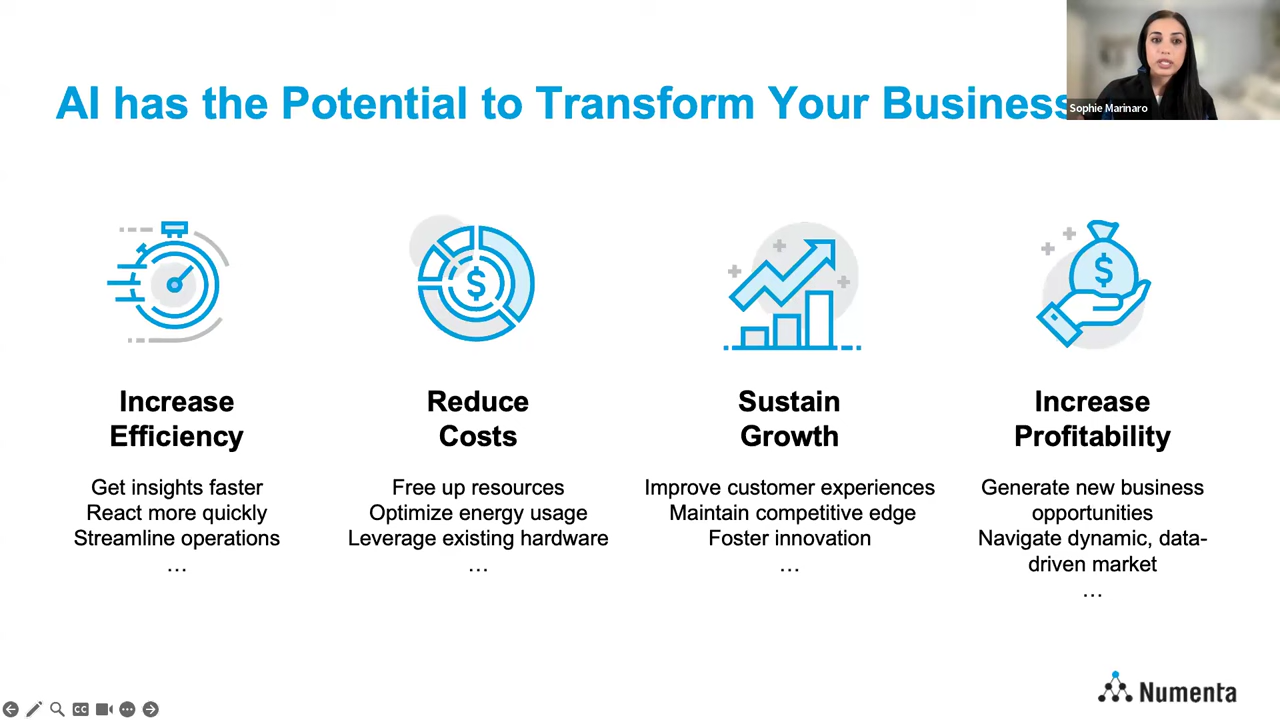 AI has the Potential to Transform Your Business
Sophie Marinaro
$
$
Increase
Efficiency
Get insights faster
React more quickly
Streamline operations
…
Reduce
Costs
Free up resources
Optimize energy usage
Leverage existing hardware
…
Sustain
Growth
Improve customer experiences
Maintain competitive edge
Foster innovation
…
Increase
Profitability
Generate new business
opportunities
Navigate dynamic, data-
driven market
…
CC
Numenta